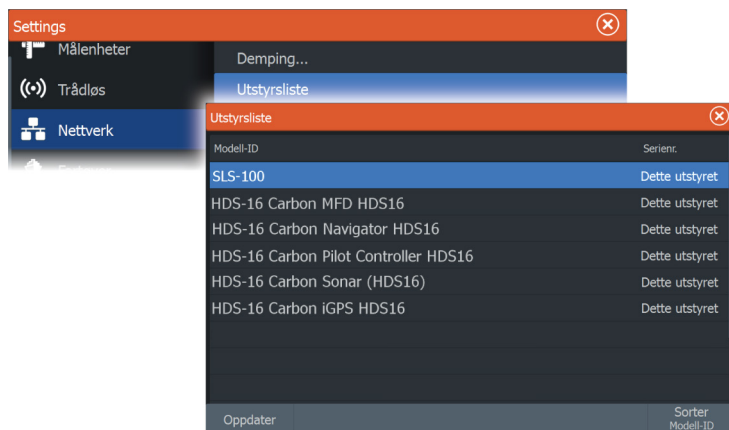 Settings
Målenheter
Demping...
Trådløs
Utstyrsliste
Nettverk
Utstyrsliste
Modell-ID Serienr.
SLS-100 Dette utstyret
HDS-16 Carbon MFD HDS16 Dette utstyret
HDS-16 Carbon Navigator HDS16 Dette utstyret
HDS-16 Carbon Pilot Controller HDS16 Dette utstyret
HDS-16 Carbon Sonar (HDS16) Dette utstyret
HDS-16 Carbon iGPS HDS16 Dette utstyret
Oppdater Sorter
Modell-ID